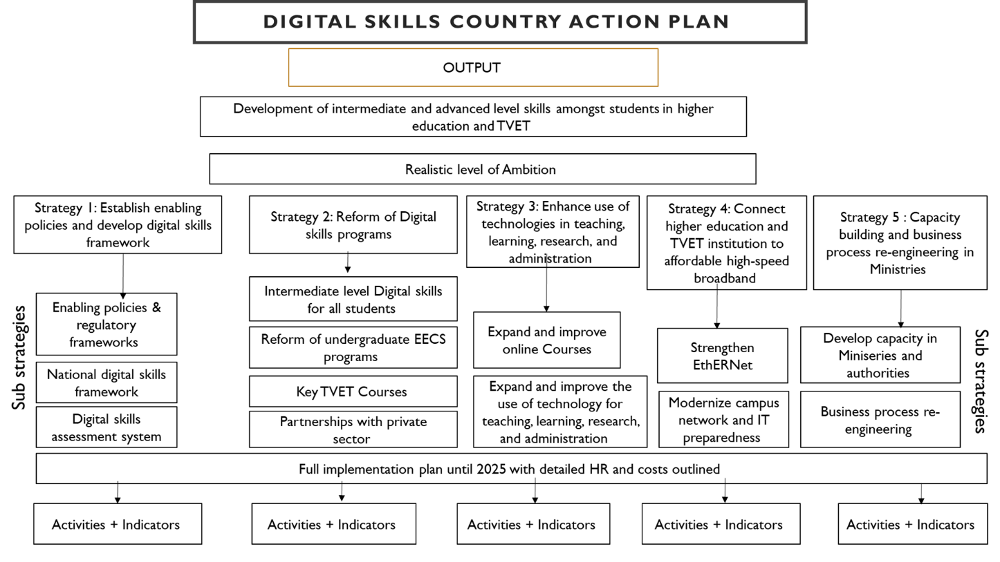 DIGITAL SKILLS COUNTRY ACTION PLAN
OUTPUT
Development of intermediate and advanced level skills amongst students in higher
education and TVET
Realistic level of Ambition
Strategy 1: Establish enabling
policies and develop digital skills
framework
Strategy 2: Reform of Digital
skills programs
Strategy 3: Enhance use of
technologies in teaching,
learning, research, and
administration
Strategy 4: Connect
higher education and
TVET institution to
affordable high-speed
broadband
Strategy 5 : Capacity
building and business
process re-engineering in
Ministries
Sub strategies
Enabling policies &
regulatory
frameworks
National digital skills
framework
Digital skills
assessment system
Intermediate level Digital skills
for all students
Reform of undergraduate EECS
programs
Key TVET Courses
Partnerships with private
sector
Expand and improve
online Courses
Expand and improve the
use of technology for
teaching, learning, research,
and administration
Strengthen
EthERNet
Modernize campus
network and IT
preparedness
Develop capacity in
Miniseries and
authorities
Business process re-
engineering
Sub strategies
Full implementation plan until 2025 with detailed HR and costs outlined
Activities + Indicators
Activities + Indicators
Activities + Indicators
Activities + Indicators
Activities + Indicators